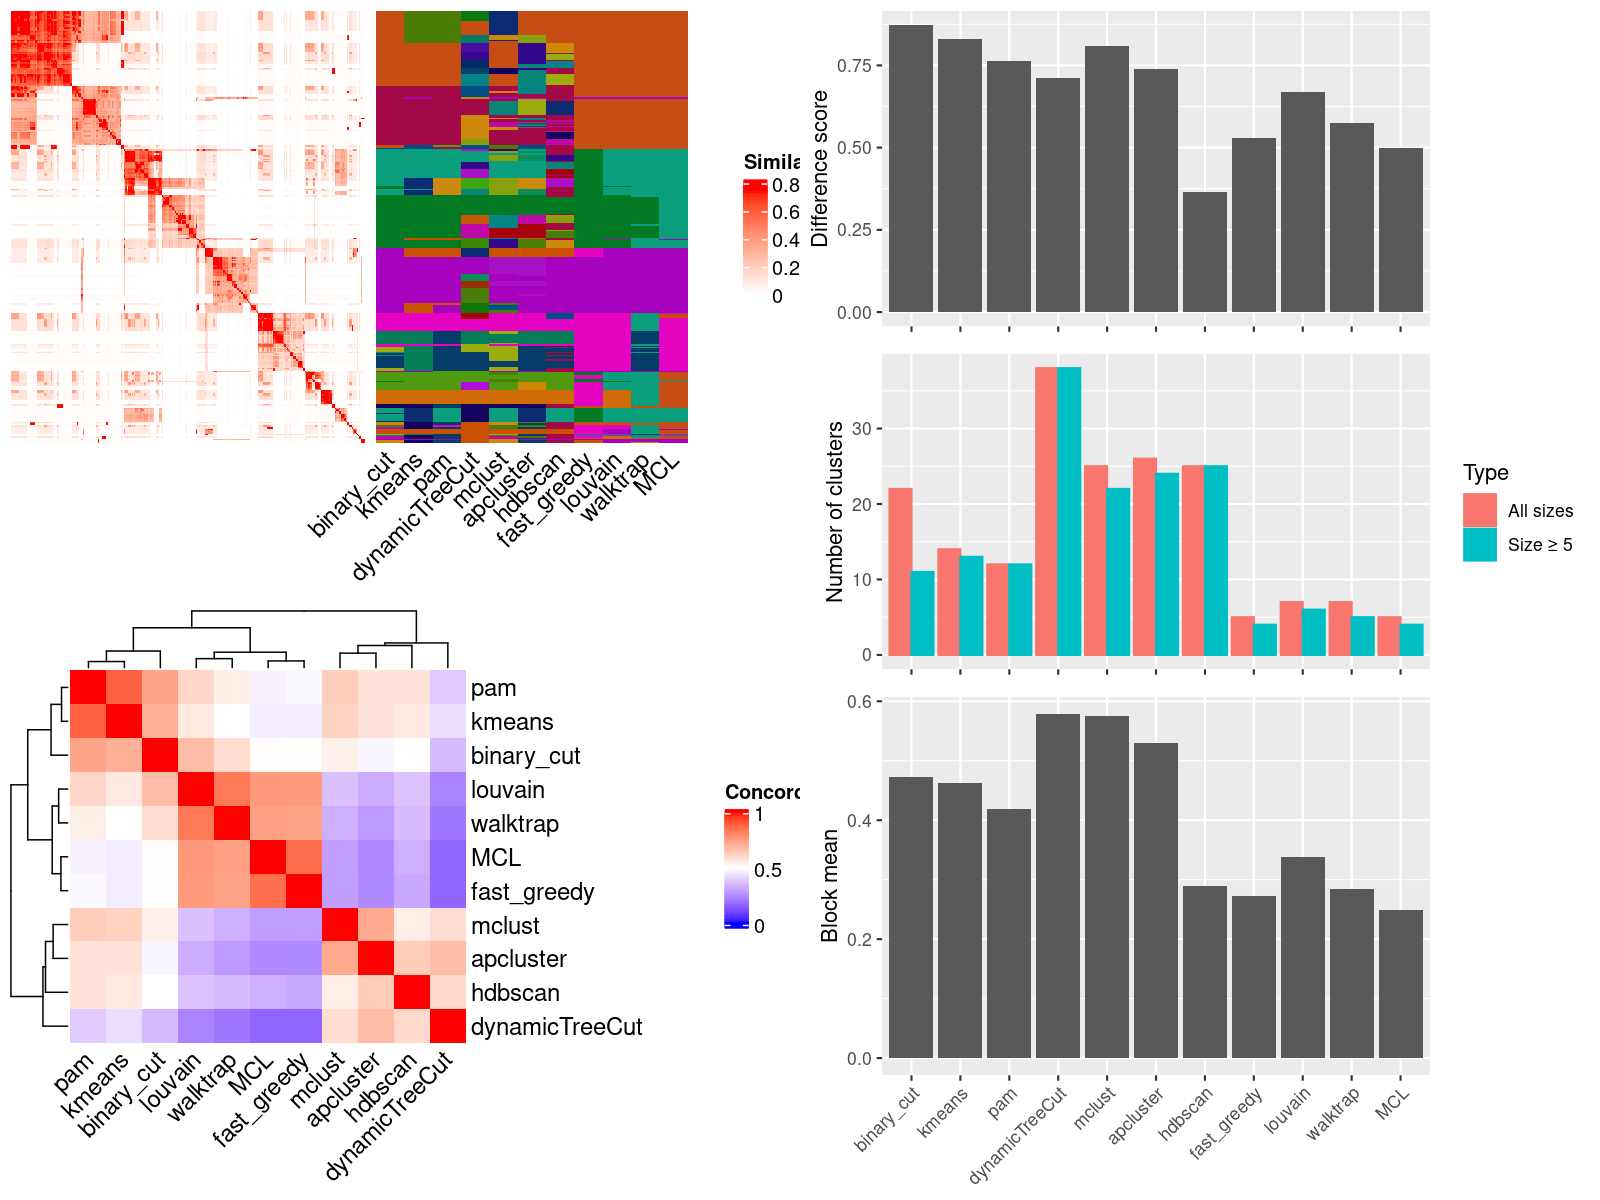 Simila
0.8
0.6
0.4
0.2
0
binary_cut
kmeans
pam
dynamicTreeCut
mclust
apcluster
hdbscan
fast_greedy
louvain
walktrap
MCL
Difference score
0.75
0.50
0.25
0.00
Number of clusters
30
20
10
0
Type
All sizes
Size ≥ 5
pam
kmeans
binary_cut
louvain
walktrap
MCL
fast_greedy
mclust
apcluster
hdbscan
dynamicTreeCut
pam
kmeans
binary_cut
louvain
walktrap
MCL
fast_greedy
mclust
apcluster
hdbscan
dynamicTreeCut
Concord
1
0.5
0
Block mean
0.6
0.4
0.2
0.0
binary_cut
kmeans
pam
dynamicTreeCut
mclust
apcluster
hdbscan
fast_greedy
louvain
walktrap
MCL